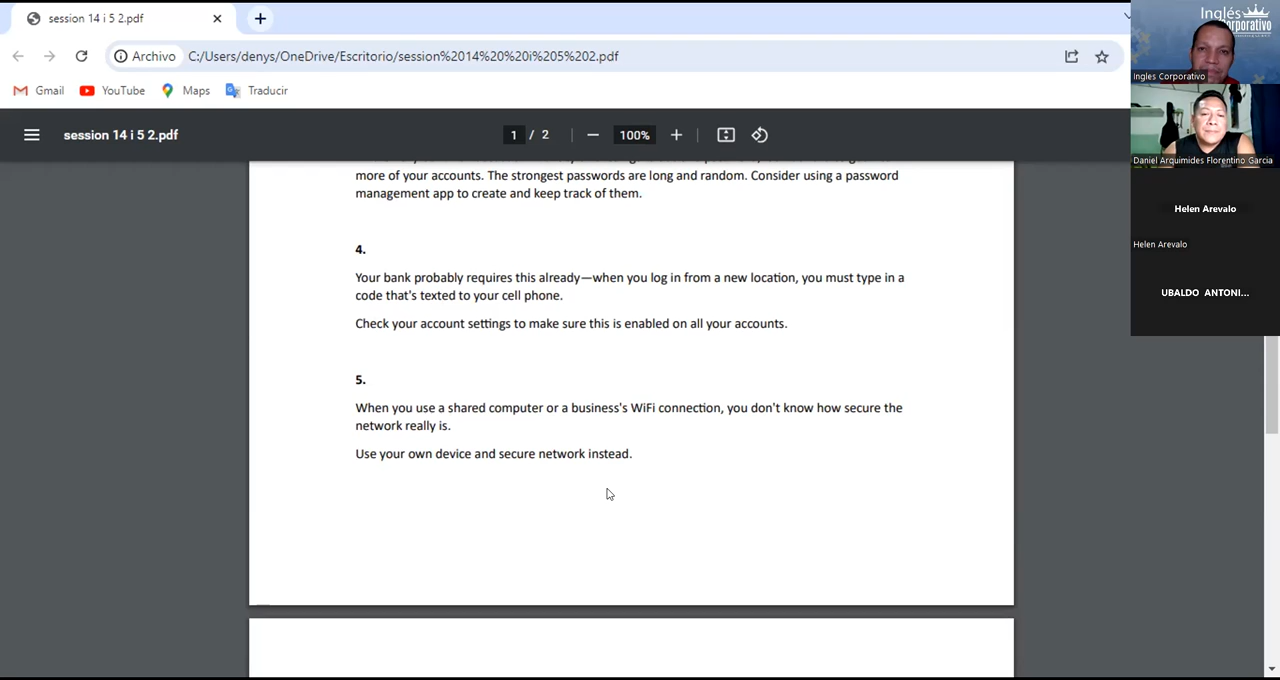 session 14 i 5 2.pdf
Archivo
C:/Users/denys/OneDrive/Escritorio/session%2014%20%20i%205%202.pdf
Gmail
YouTube
Maps
Traducir
session 14 i 5 2.pdf
1 / 2
100%
more of your accounts. The strongest passwords are long and random. Consider using a password
management app to create and keep track of them.
4.
Your bank probably requires this already—when you log in from a new location, you must type in a
code that's texted to your cell phone.
Check your account settings to make sure this is enabled on all your accounts.
5.
When you use a shared computer or a business's WiFi connection, you don't know how secure the
network really is.
Use your own device and secure network instead.
Inglés
Corporativo
Ingles Corporativo
Daniel Arquimides Florentino Garcia
Helen Arevalo
Helen Arevalo
UBALDO ANTONI...